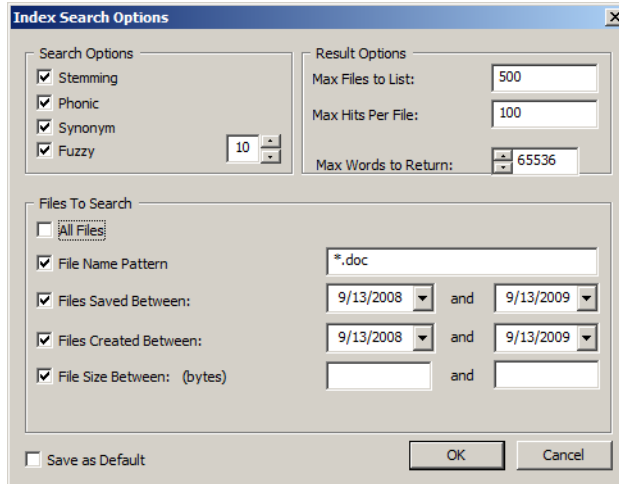 Index Search Options
Search Options
Stemming
Phonic
Synonym
Fuzzy 10
Result Options
Max Files to List: 500
Max Hits Per File: 100
Max Words to Return: 65536
Files To Search
All Files
File Name Pattern *.doc
Files Saved Between: 9/13/2008 and 9/13/2009
Files Created Between: 9/13/2008 and 9/13/2009
File Size Between: (bytes) and
Save as Default OK Cancel